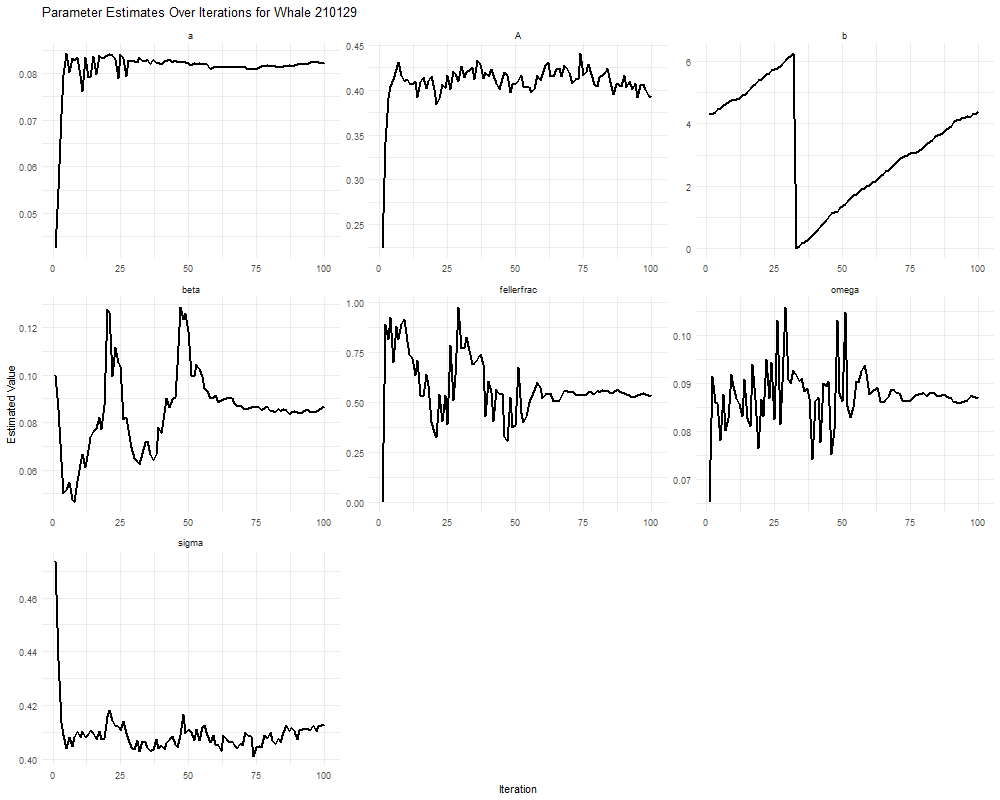 Parameter Estimates Over Iterations for Whale 210129
a
A
b
0.08
0.07
0.06
0.05
0 25 50 75 100
0.45
0.40
0.35
0.30
0.25
0 25 50 75 100
6
4
2
0
0 25 50 75 100
Estimated Value
beta
fellerfrac
omega
0.12
0.10
0.08
0.06
0 25 50 75 100
1.00
0.75
0.50
0.25
0.00
0 25 50 75 100
0.10
0.09
0.08
0.07
0 25 50 75 100
sigma
0.46
0.44
0.42
0.40
0 25 50 75 100
Iteration